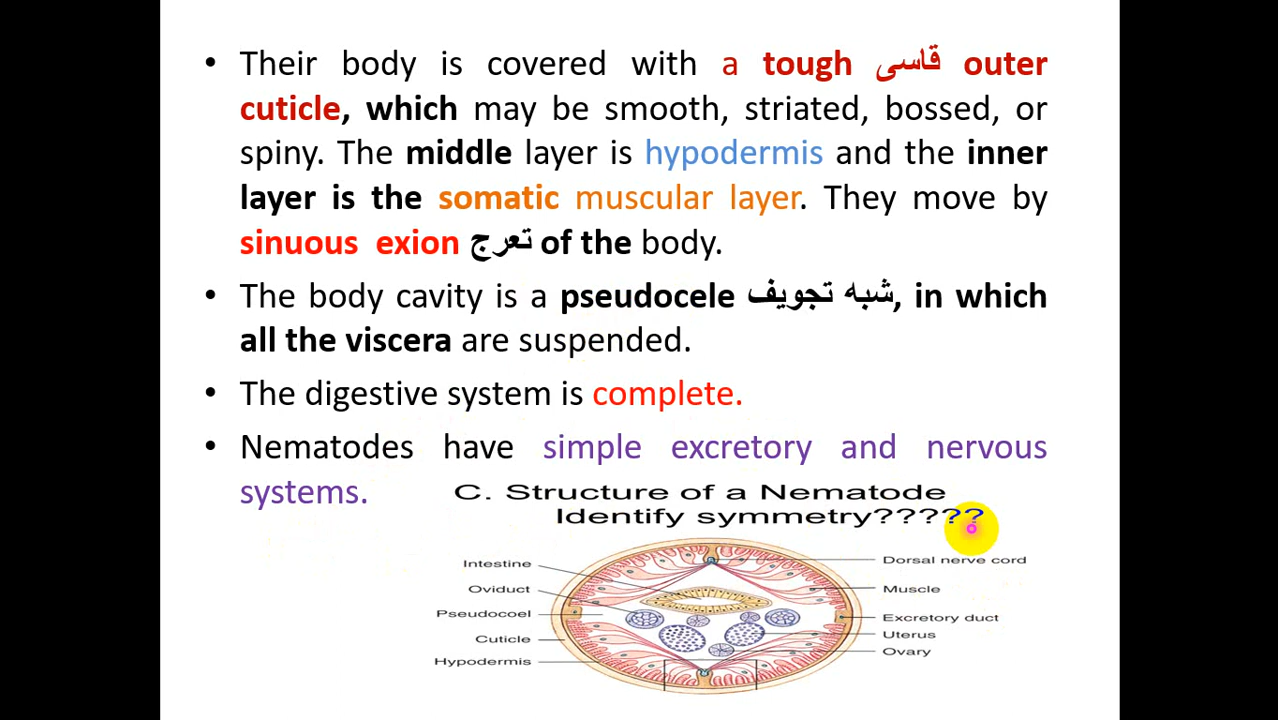 • Their body is covered with a tough قاسى outer
cuticle, which may be smooth, striated, bossed, or
spiny. The middle layer is hypodermis and the inner
layer is the somatic muscular layer. They move by
sinuous exion تعرج of the body.
• The body cavity is a pseudocele شبه تجويف, in which
all the viscera are suspended.
• The digestive system is complete.
• Nematodes have simple excretory and nervous
systems.
C. Structure of a Nematode
Identify symmetry?????
Intestine
Oviduct
Pseudocoel
Cuticle
Hypodermis
Dorsal nerve cord
Muscle
Excretory duct
Uterus
Ovary